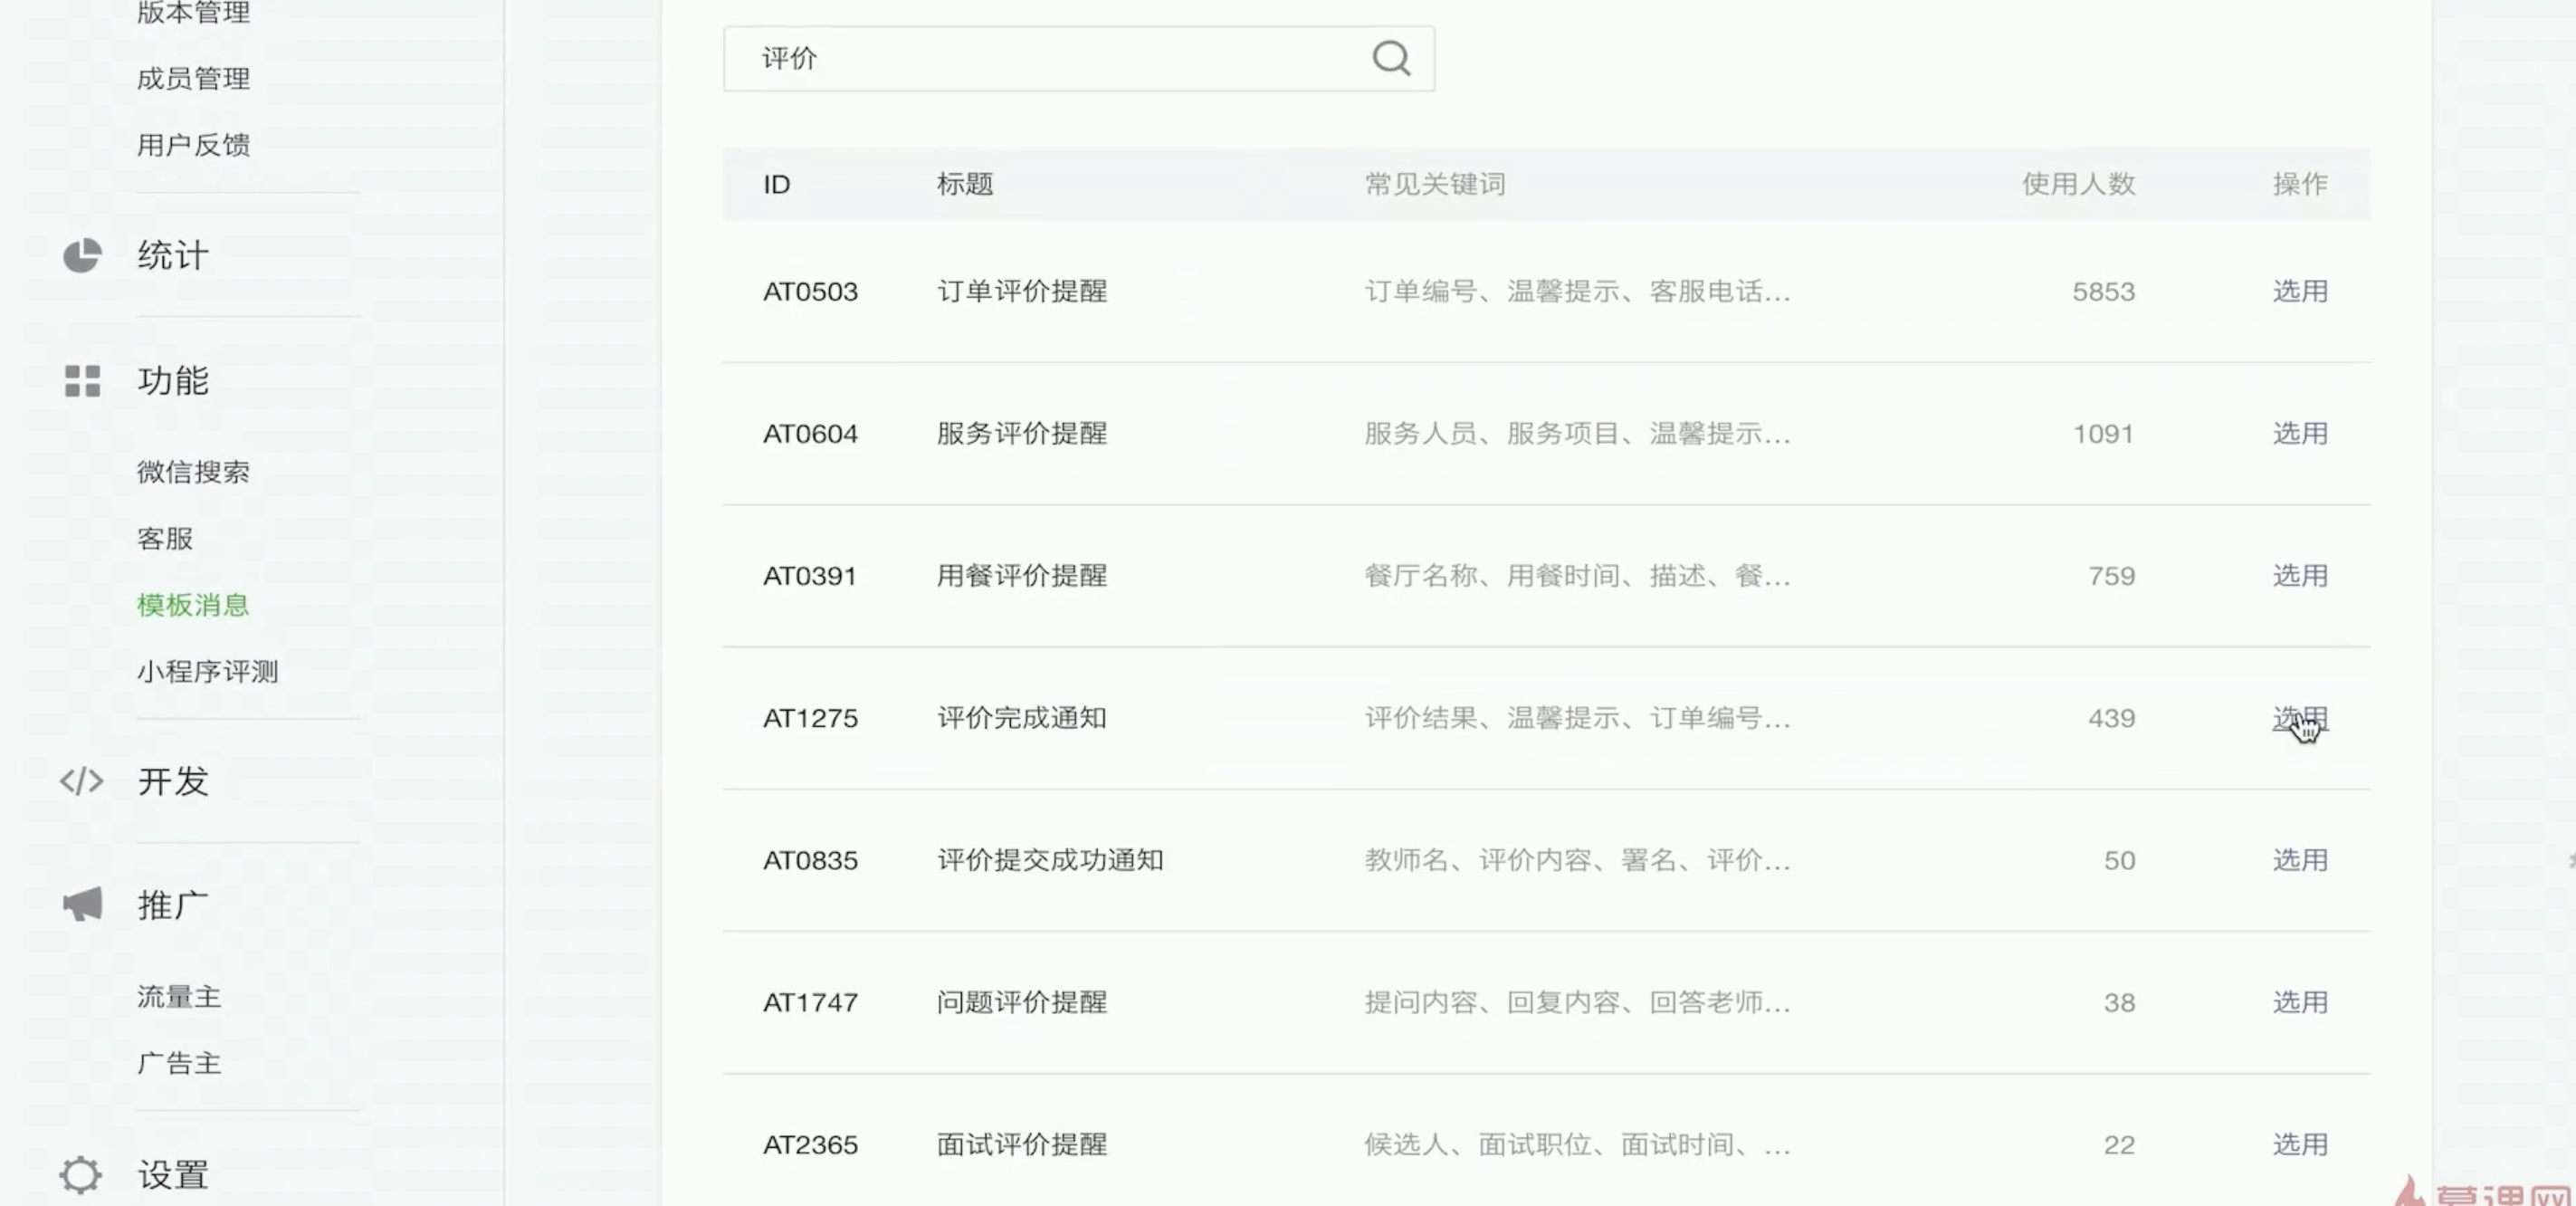 版本管理
成员管理
用户反馈
统计
功能
微信搜索
客服
模板消息
小程序评测
开发
推广
流量主
广告主
设置
评价
ID 标题 常见关键词 使用人数 操作
AT0503 订单评价提醒 订单编号、温馨提示、客服电话... 5853 选用
AT0604 服务评价提醒 服务人员、服务项目、温馨提示... 1091 选用
AT0391 用餐评价提醒 餐厅名称、用餐时间、描述、餐... 759 选用
AT1275 评价完成通知 评价结果、温馨提示、订单编号... 439 选用
AT0835 评价提交成功通知 教师名、评价内容、署名、评价... 50 选用
AT1747 问题评价提醒 提问内容、回复内容、回答老师... 38 选用
AT2365 面试评价提醒 候选人、面试职位、面试时间、... 22 选用
慕课网